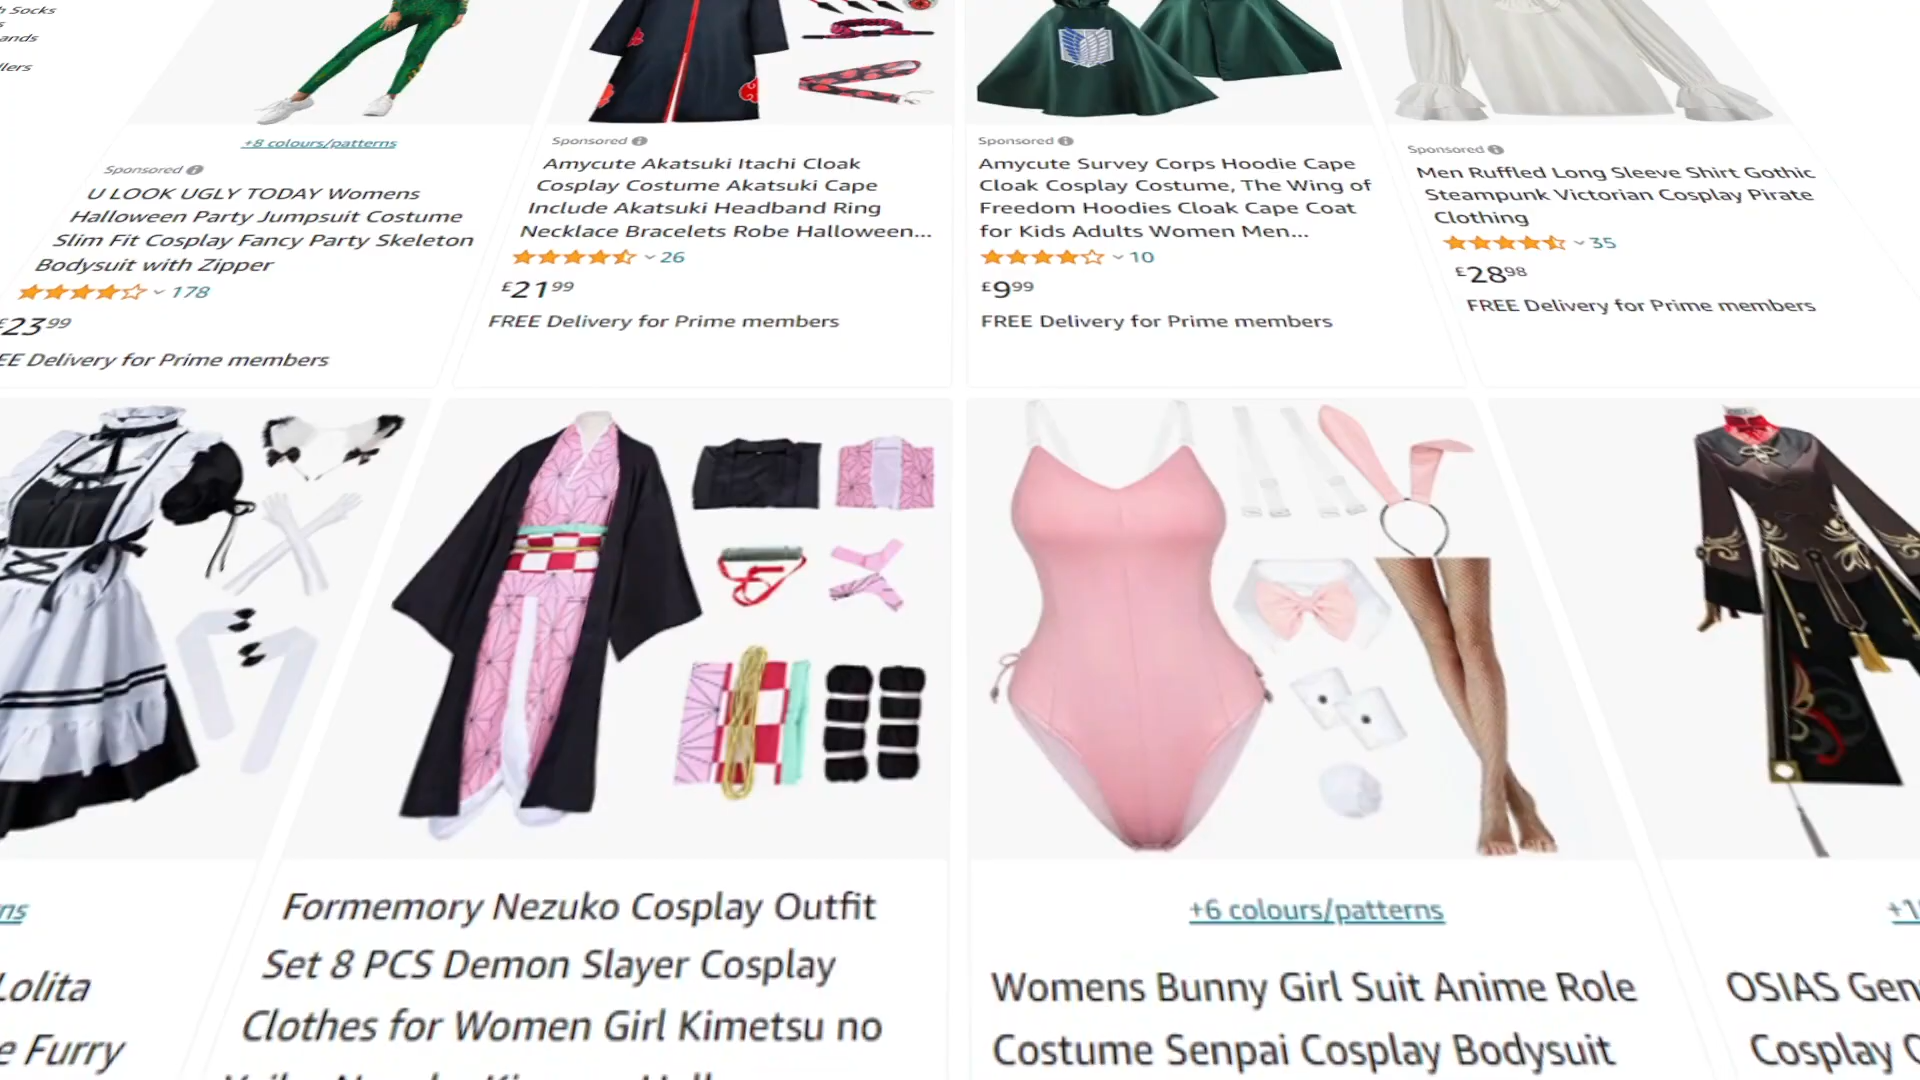 h Socks
ands
llers
+8 colours/patterns
Sponsored
U LOOK UGLY TODAY Womens
Halloween Party Jumpsuit Costume
Slim Fit Cosplay Fancy Party Skeleton
Bodysuit with Zipper
178
£23.99
EE Delivery for Prime members
Sponsored
Amycute Akatsuki Itachi Cloak
Cosplay Costume Akatsuki Cape
Include Akatsuki Headband Ring
Necklace Bracelets Robe Halloween...
26
£21.99
FREE Delivery for Prime members
Sponsored
Amycute Survey Corps Hoodie Cape
Cloak Cosplay Costume, The Wing of
Freedom Hoodies Cloak Cape Coat
for Kids Adults Women Men...
10
£9.99
FREE Delivery for Prime members
Sponsored
Men Ruffled Long Sleeve Shirt Gothic
Steampunk Victorian Cosplay Pirate
Clothing
35
£28.98
FREE Delivery for Prime members
ns
Lolita
e Furry
Formemory Nezuko Cosplay Outfit
Set 8 PCS Demon Slayer Cosplay
Clothes for Women Girl Kimetsu no
+6 colours/patterns
Womens Bunny Girl Suit Anime Role
Costume Senpai Cosplay Bodysuit
+1
OSIAS Gen
Cosplay